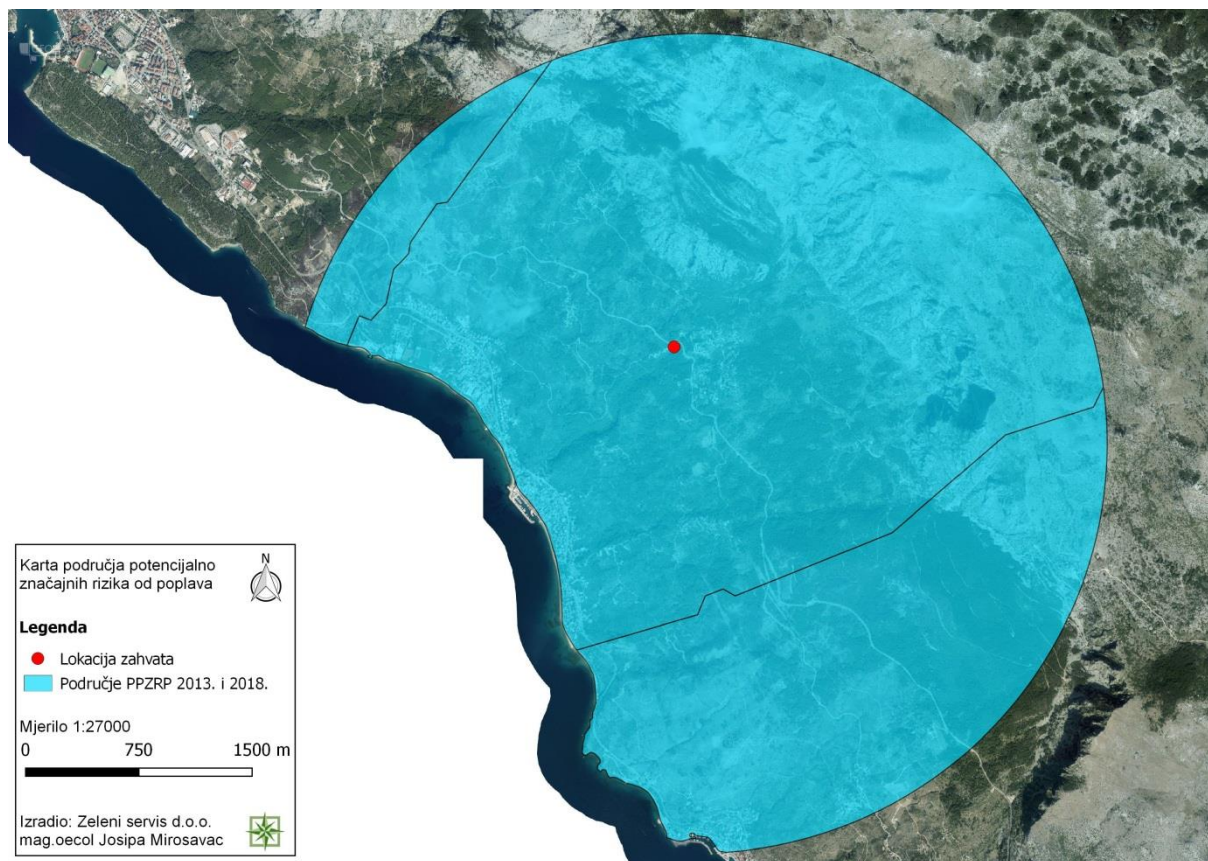 Karta područja potencijalno
značajnih rizika od poplava
N
Legenda
Lokacija zahvata
Područje PPZRP 2013. i 2018.
Mjerilo 1:27000
0 750 1500 m
Izradio: Zeleni servis d.o.o.
mag.oecol Josipa Mirosavac